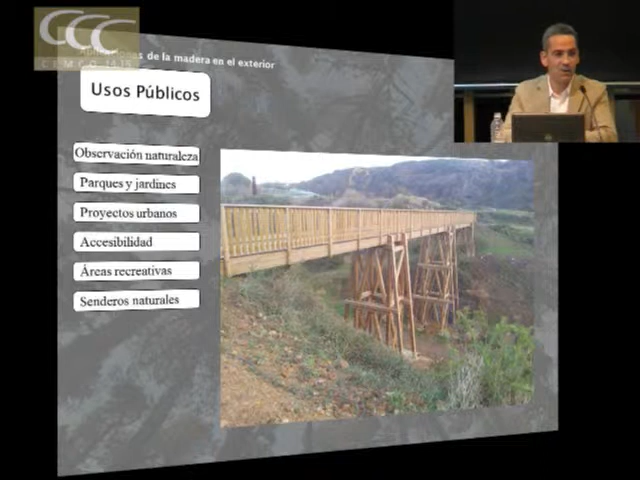 CCC
CEMCO
de la madera en el exterior
Usos Públicos
Observación naturaleza
Parques y jardines
Proyectos urbanos
Accesibilidad
Áreas recreativas
Senderos naturales